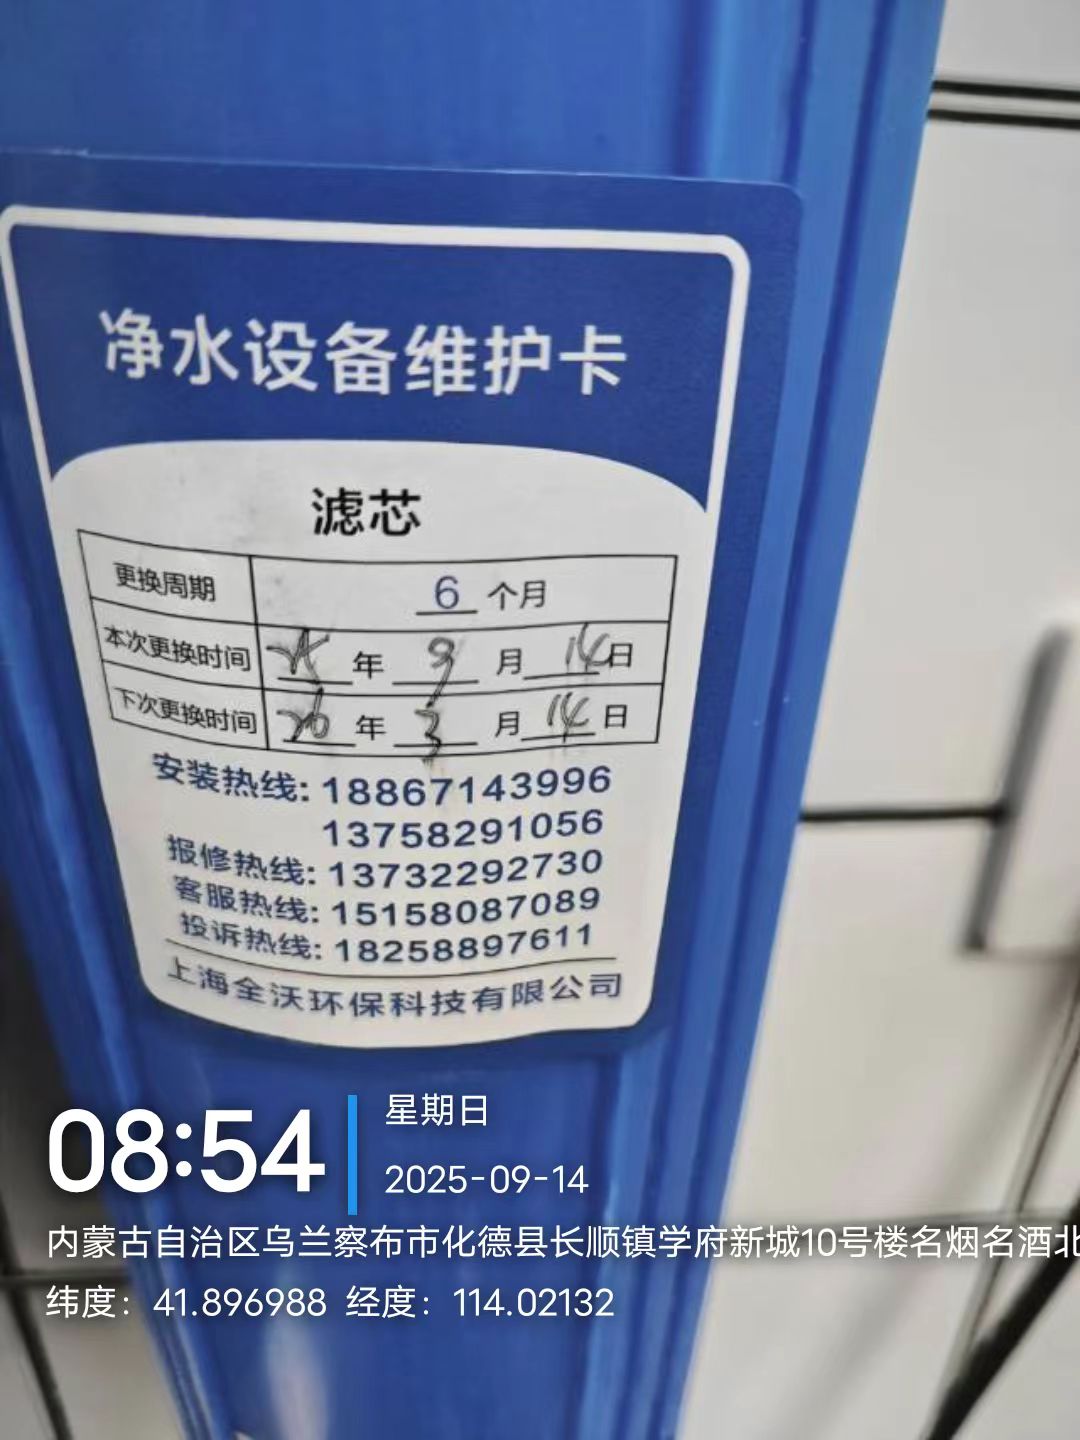 净水设备维护卡
滤芯
更换周期 6 个月
本次更换时间 25 年 9 月 14 日
下次更换时间 26 年 3 月 14 日
安装热线: 18867143996
13758291056
报修热线: 13732292730
客服热线: 15158087089
投诉热线: 18258897611
上海全沃环保科技有限公司
08:54
星期日
2025-09-14
内蒙古自治区乌兰察布市化德县长顺镇学府新城10号楼名烟名酒北
纬度：41.896988 经度：114.02132